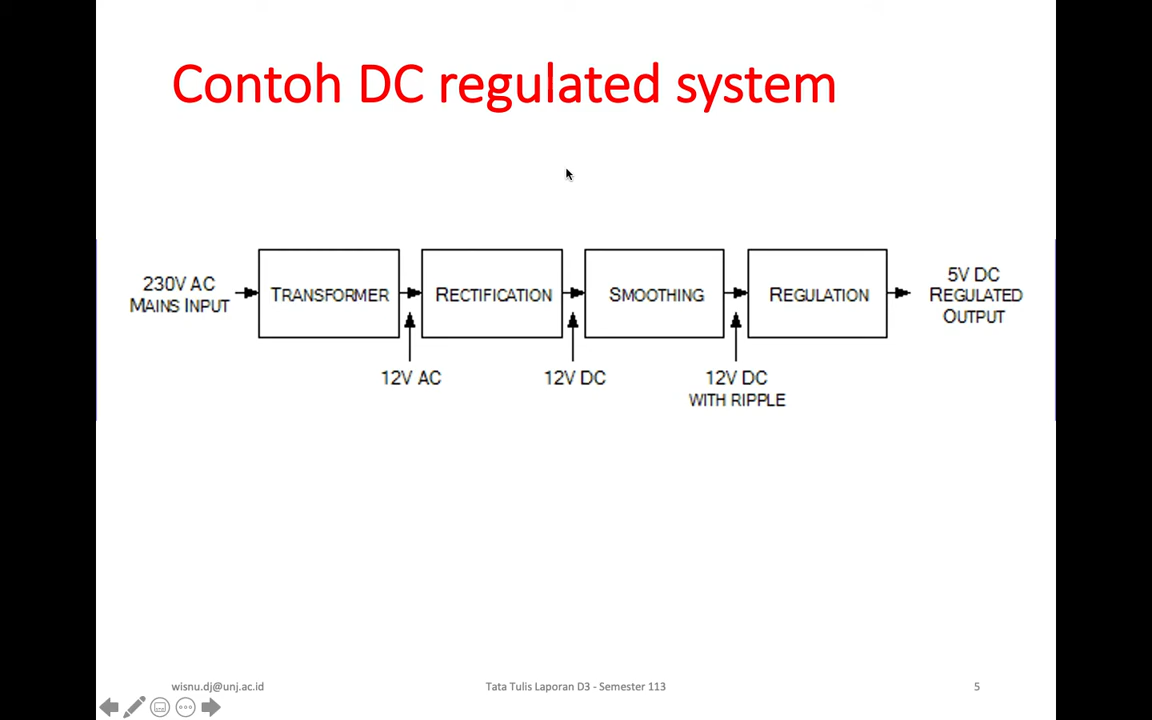 Contoh DC regulated system
230V AC
MAINS INPUT
TRANSFORMER
RECTIFICATION
SMOOTHING
REGULATION
5V DC
REGULATED
OUTPUT
12V AC
12V DC
12V DC
WITH RIPPLE
wisnu.dj@unj.ac.id
Tata Tulis Laporan D3 - Semester 113
5